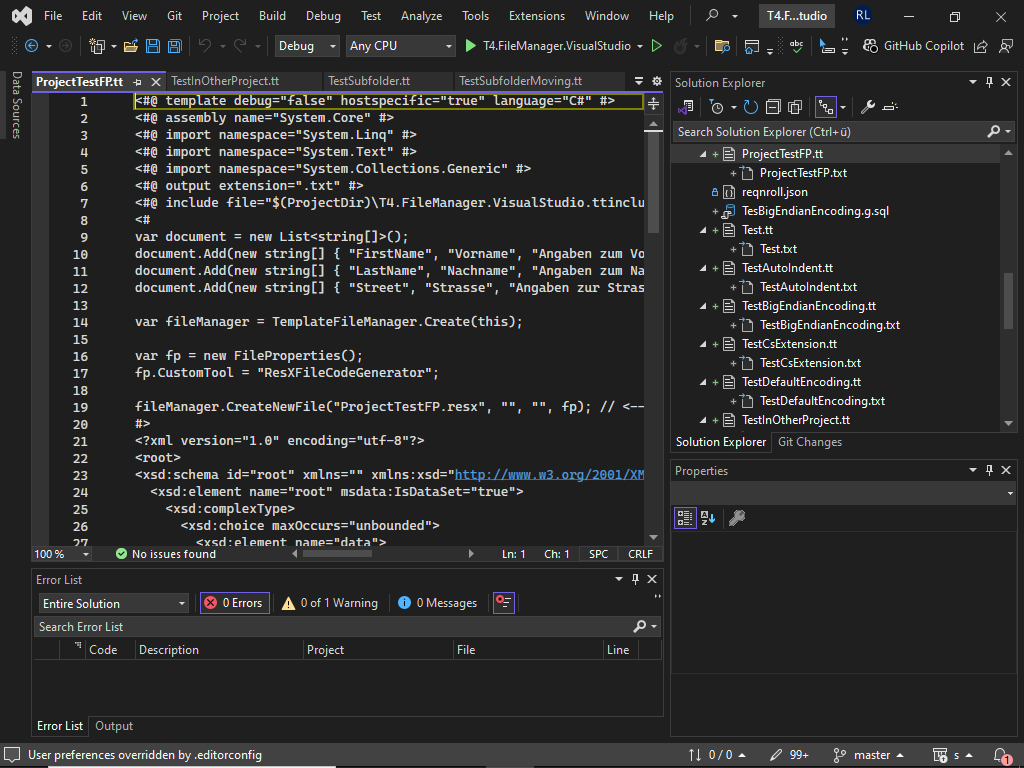 File Edit View Git Project Build Debug Test Analyze Tools Extensions Window Help T4.F...tudio RL
Debug Any CPU T4.FileManager.VisualStudio abc GitHub Copilot
Data Sources
ProjectTestFP.tt TestInOtherProject.tt TestSubfolder.tt TestSubfolderMoving.tt
1 <#@ template debug="false" hostspecific="true" language="C#" #>
2 <#@ assembly name="System.Core" #>
3 <#@ import namespace="System.Linq" #>
4 <#@ import namespace="System.Text" #>
5 <#@ import namespace="System.Collections.Generic" #>
6 <#@ output extension=".txt" #>
7 <#@ include file="$(ProjectDir)\T4.FileManager.VisualStudio.ttinclu
8 <#
9 var document = new List<string[]>();
10 document.Add(new string[] { "FirstName", "Vorname", "Angaben zum Vo
11 document.Add(new string[] { "LastName", "Nachname", "Angaben zum Na
12 document.Add(new string[] { "Street", "Strasse", "Angaben zur Stras
13
14 var fileManager = TemplateFileManager.Create(this);
15
16 var fp = new FileProperties();
17 fp.CustomTool = "ResXFileCodeGenerator";
18
19 fileManager.CreateNewFile("ProjectTestFP.resx", "", "", fp); // <--
20 #>
21 <?xml version="1.0" encoding="utf-8"?>
22 <root>
23 <xsd:schema id="root" xmlns="" xmlns:xsd="http://www.w3.org/2001/XM
24 <xsd:element name="root" msdata:IsDataSet="true">
25 <xsd:complexType>
26 <xsd:choice maxOccurs="unbounded">
27 <xsd:element name="data">
100 % No issues found Ln: 1 Ch: 1 SPC CRLF
Solution Explorer
Search Solution Explorer (Ctrl+ü)
ProjectTestFP.tt
ProjectTestFP.txt
reqnroll.json
TesBigEndianEncoding.g.sql
Test.tt
Test.txt
TestAutoIndent.tt
TestAutoIndent.txt
TestBigEndianEncoding.tt
TestBigEndianEncoding.txt
TestCsExtension.tt
TestCsExtension.txt
TestDefaultEncoding.tt
TestDefaultEncoding.txt
TestInOtherProject.tt
Solution Explorer Git Changes
Properties
Error List
Entire Solution 0 Errors 0 of 1 Warning 0 Messages
Search Error List
Code Description Project File Line
Error List Output
User preferences overridden by .editorconfig 0 / 0 99+ master s 1